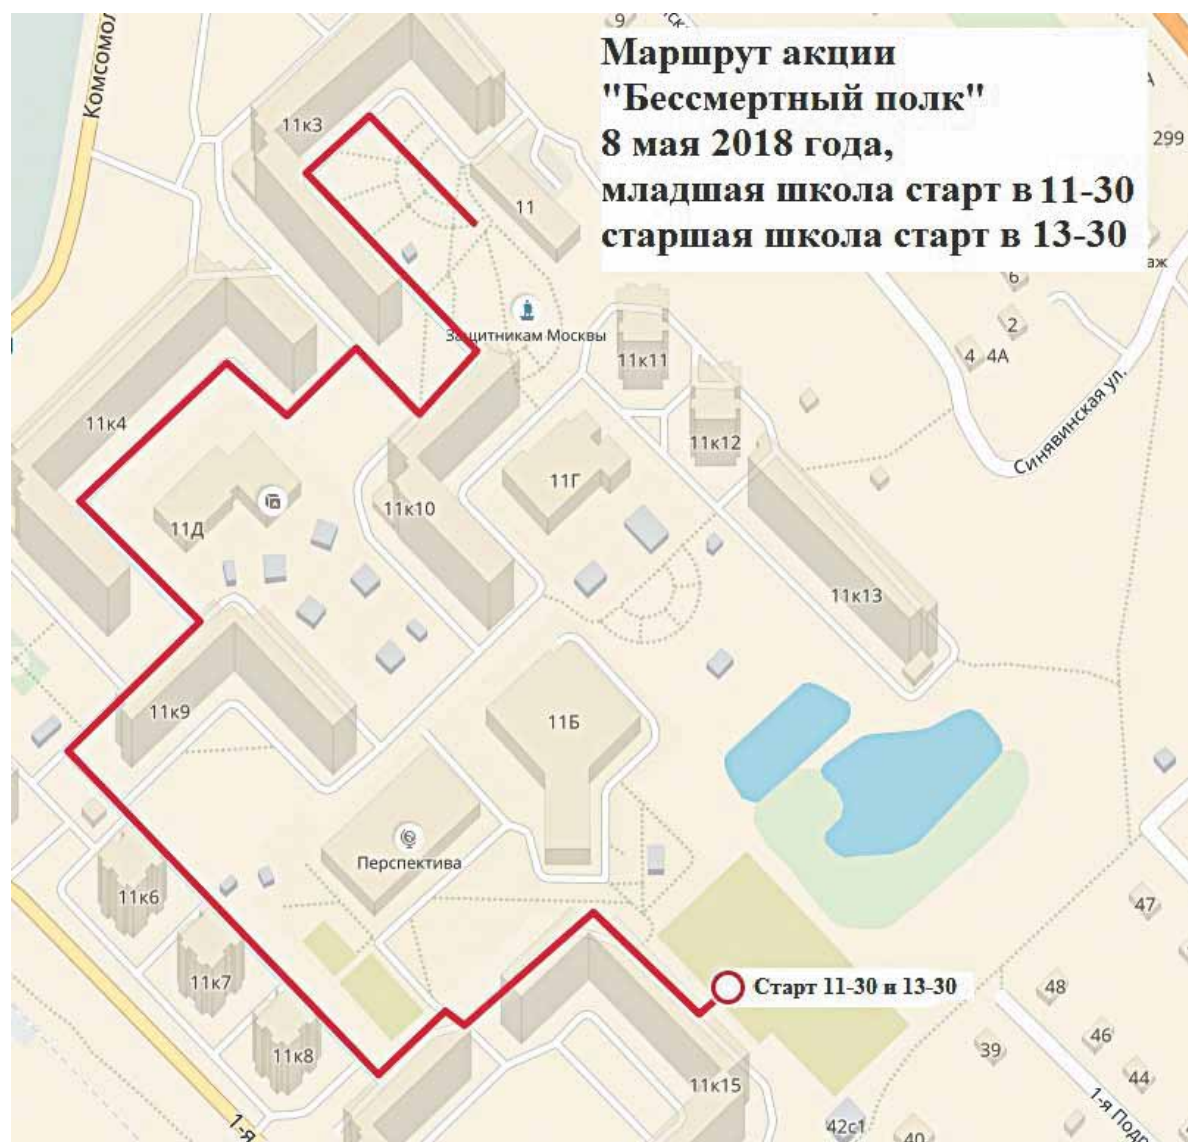 Маршрут акции
"Бессмертный полк"
8 мая 2018 года,
младшая школа старт в 11-30
старшая школа старт в 13-30
9
299
11к3
11
6
2
4 4А
Защитникам Москвы
11к11
11к4
11к12
Синявинская ул.
11Г
11к10
11Д
11к13
11к9
11Б
Перспектива
11к6
47
11к7
Старт 11-30 и 13-30
48
46
39
11к8
44
11к15
42с1
40
1-я